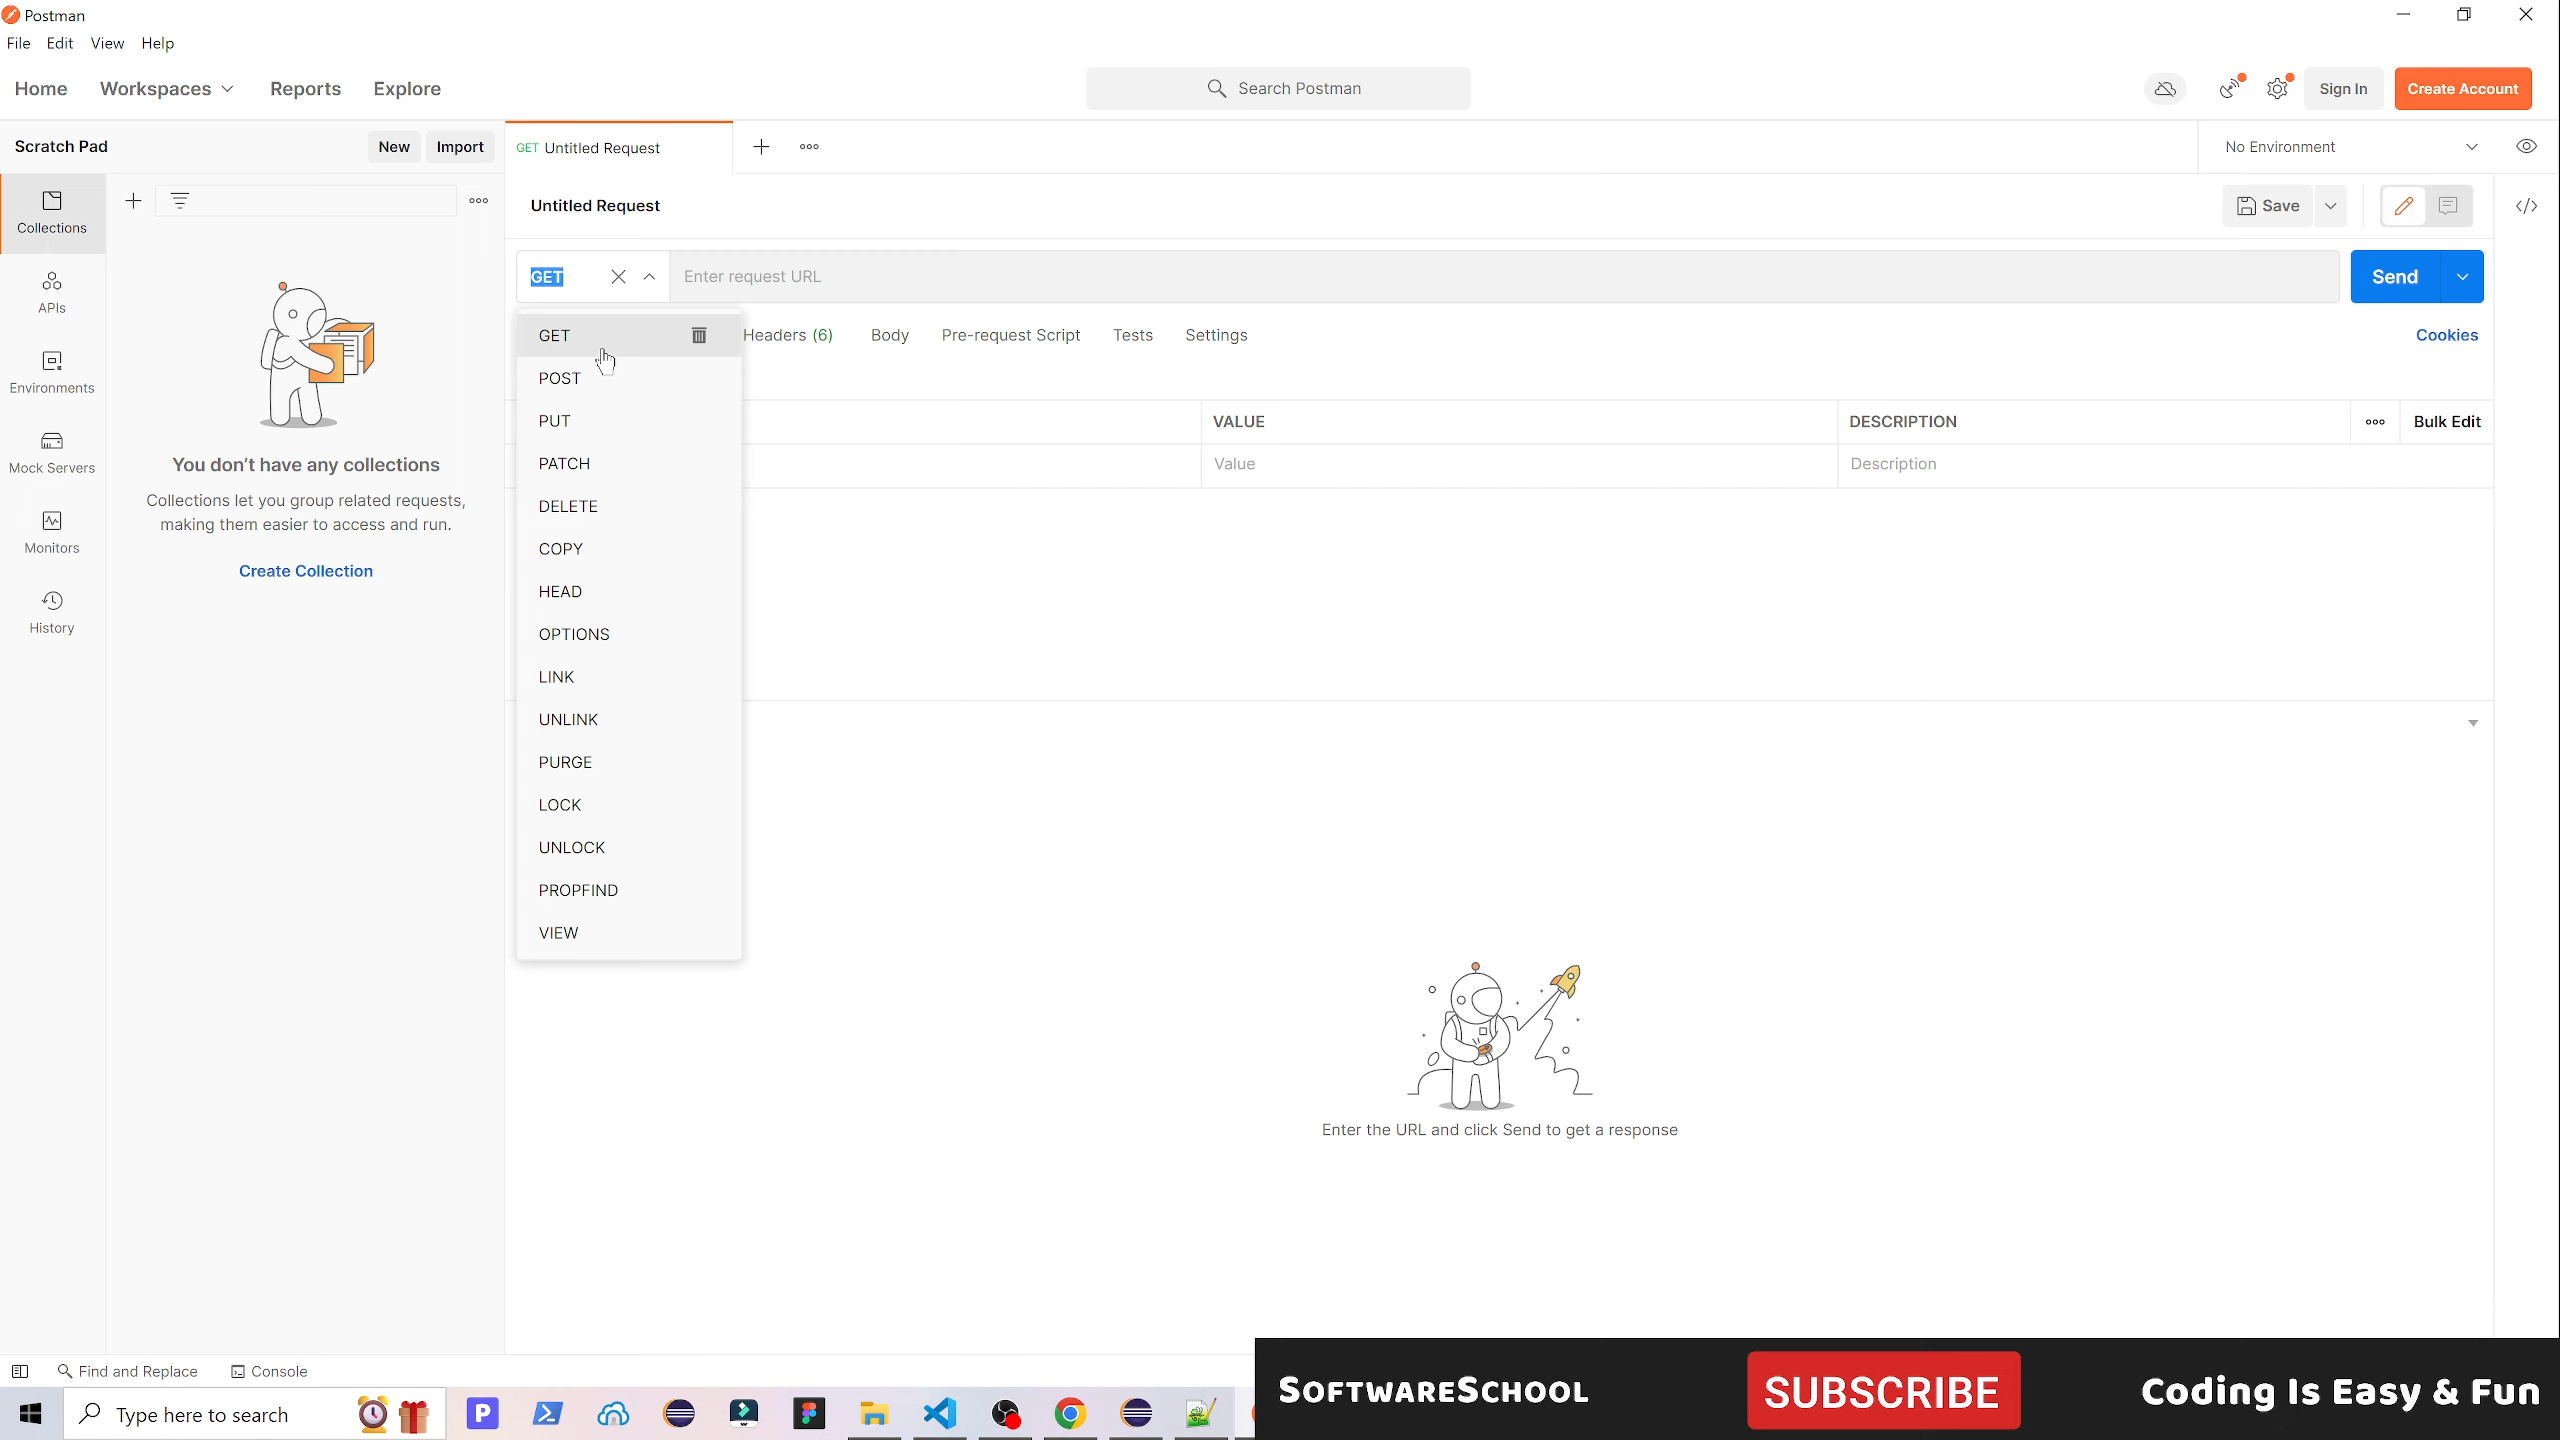 Postman
File Edit View Help
Home Workspaces Reports Explore
Search Postman
Sign In
Create Account
Scratch Pad
New
Import
GET Untitled Request
No Environment
Collections
APIs
Environments
Mock Servers
Monitors
History
You don't have any collections
Collections let you group related requests,
making them easier to access and run.
Create Collection
Untitled Request
Save
GET
Enter request URL
Send
Headers (6) Body Pre-request Script Tests Settings
Cookies
VALUE DESCRIPTION Bulk Edit
Value Description
GET
POST
PUT
PATCH
DELETE
COPY
HEAD
OPTIONS
LINK
UNLINK
PURGE
LOCK
UNLOCK
PROPFIND
VIEW
Enter the URL and click Send to get a response
Find and Replace Console
Type here to search
P
SOFTWARESCHOOL
SUBSCRIBE
Coding Is Easy & Fun